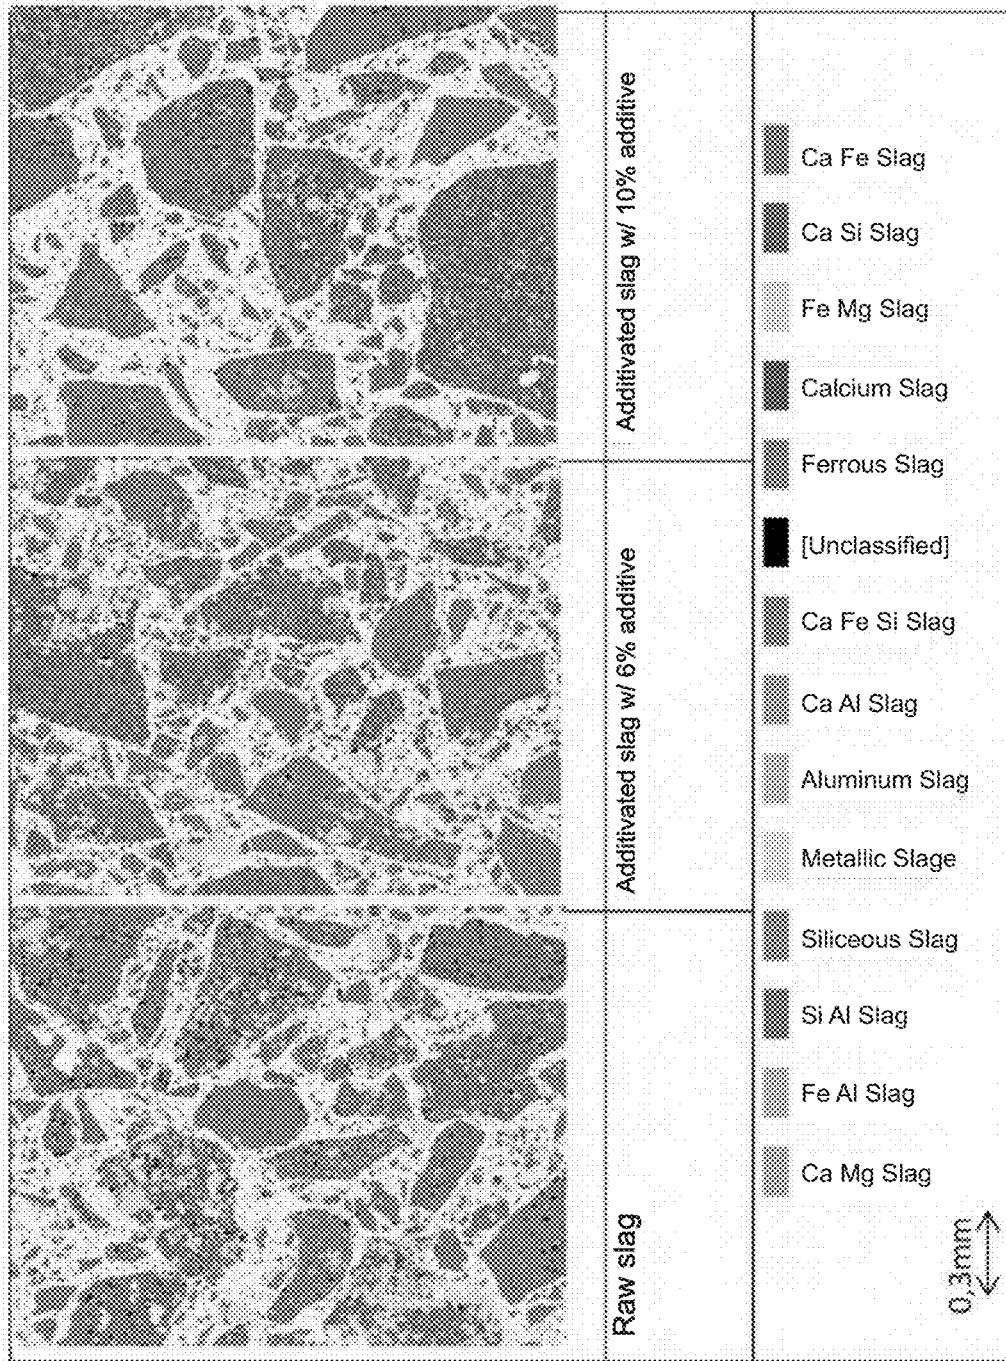 Raw slag
Additivated slag w/ 6% additive
Additivated slag w/ 10% additive
Ca Fe Slag
Ca Si Slag
Fe Mg Slag
Calcium Slag
Ferrous Slag
[Unclassified]
Ca Fe Si Slag
Ca Al Slag
Aluminum Slag
Metallic Slage
Siliceous Slag
Si Al Slag
Fe Al Slag
Ca Mg Slag
0,3mm